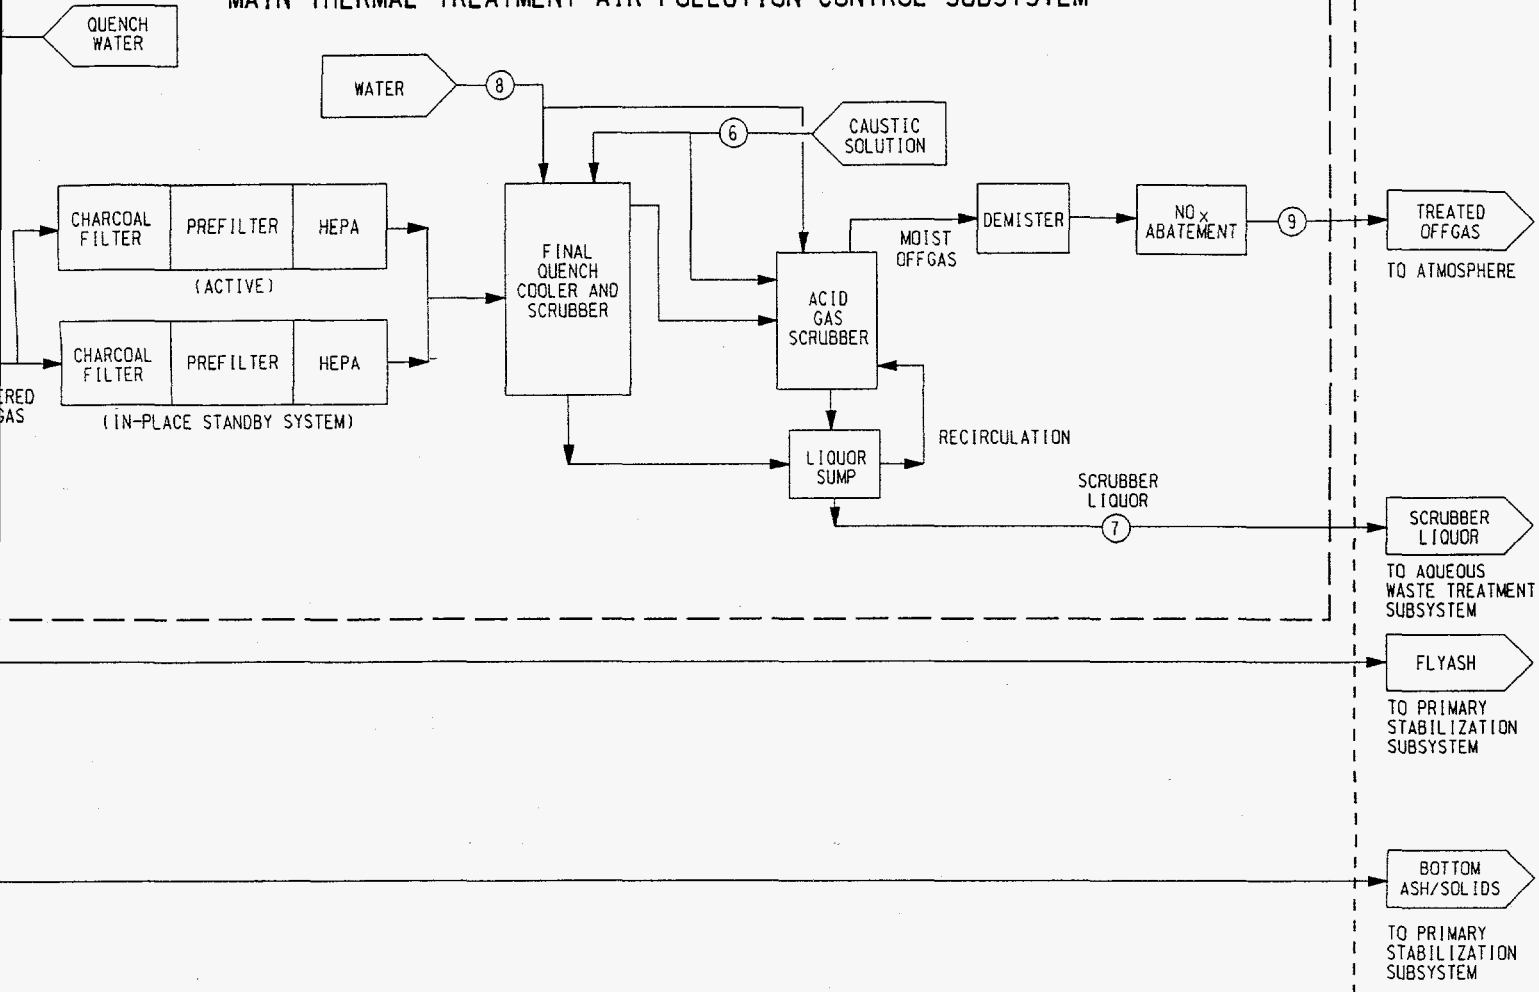 MAIN THERMAL TREATMENT AIR POLLUTION CONTROL SUBSYSTEM
QUENCH
WATER
WATER
8
6
CAUSTIC
SOLUTION
CHARCOAL
FILTER
PREFILTER
HEPA
(ACTIVE)
CHARCOAL
FILTER
PREFILTER
HEPA
(IN-PLACE STANDBY SYSTEM)
ERED
GAS
FINAL
QUENCH
COOLER AND
SCRUBBER
ACID
GAS
SCRUBBER
MOIST
OFFGAS
DEMISTER
NOx
ABATEMENT
9
TREATED
OFFGAS
TO ATMOSPHERE
LIQUOR
SUMP
RECIRCULATION
SCRUBBER
LIQUOR
7
SCRUBBER
LIQUOR
TO AQUEOUS
WASTE TREATMENT
SUBSYSTEM
FLYASH
TO PRIMARY
STABILIZATION
SUBSYSTEM
BOTTOM
ASH/SOLIDS
TO PRIMARY
STABILIZATION
SUBSYSTEM